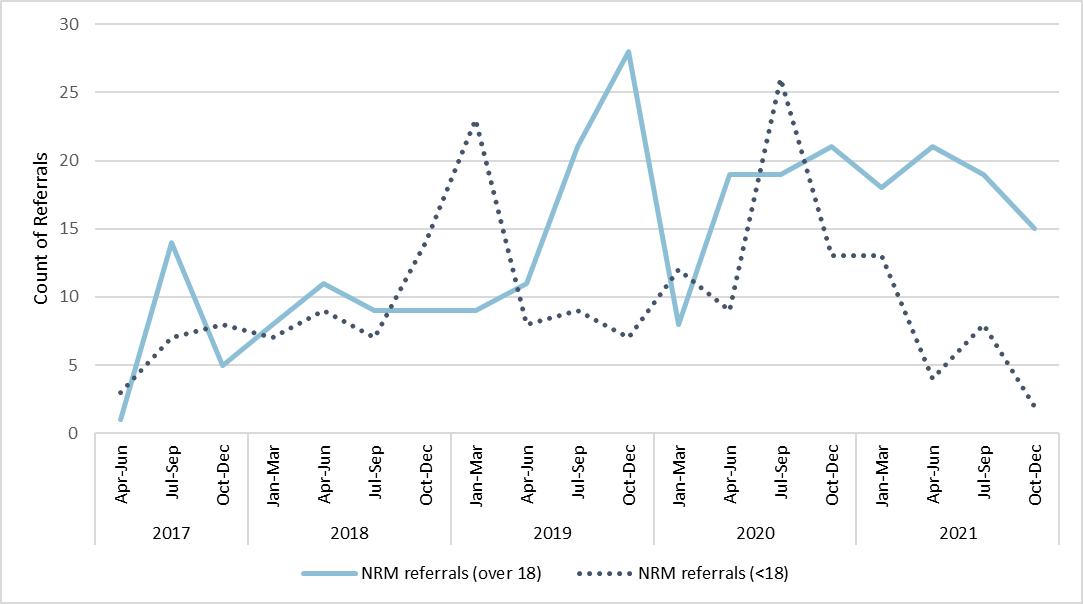 30
25
20
15
10
5
0
Count of Referrals
Apr-Jun Jul-Sep Oct-Dec Jan-Mar Apr-Jun Jul-Sep Oct-Dec Jan-Mar Apr-Jun Jul-Sep Oct-Dec Jan-Mar Apr-Jun Jul-Sep Oct-Dec Jan-Mar Apr-Jun Jul-Sep Oct-Dec
2017 2018 2019 2020 2021
NRM referrals (over 18) NRM referrals (<18)